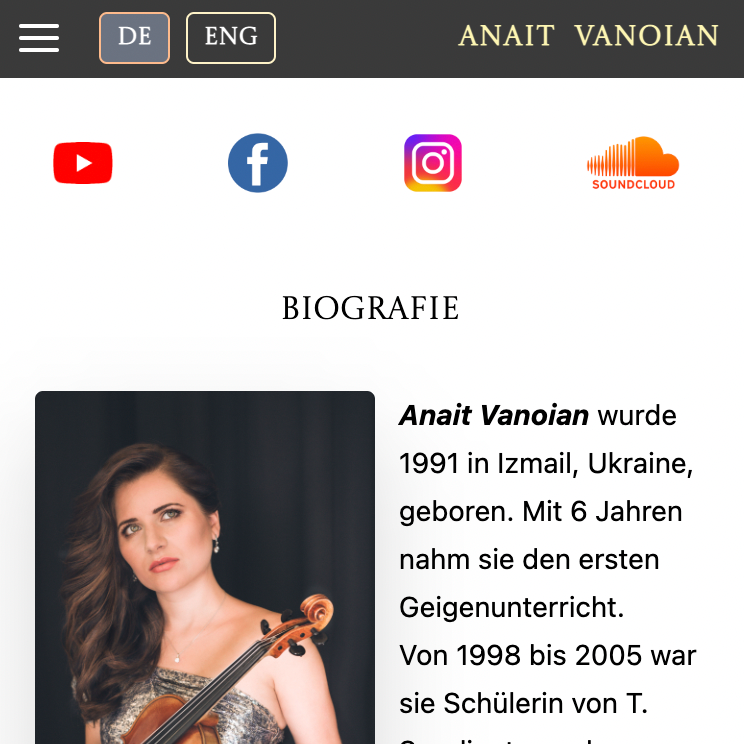 DE ENG ANAIT VANOIAN
SOUNDCLOUD
BIOGRAFIE
Anait Vanoian wurde
1991 in Izmail, Ukraine,
geboren. Mit 6 Jahren
nahm sie den ersten
Geigenunterricht.
Von 1998 bis 2005 war
sie Schülerin von T.